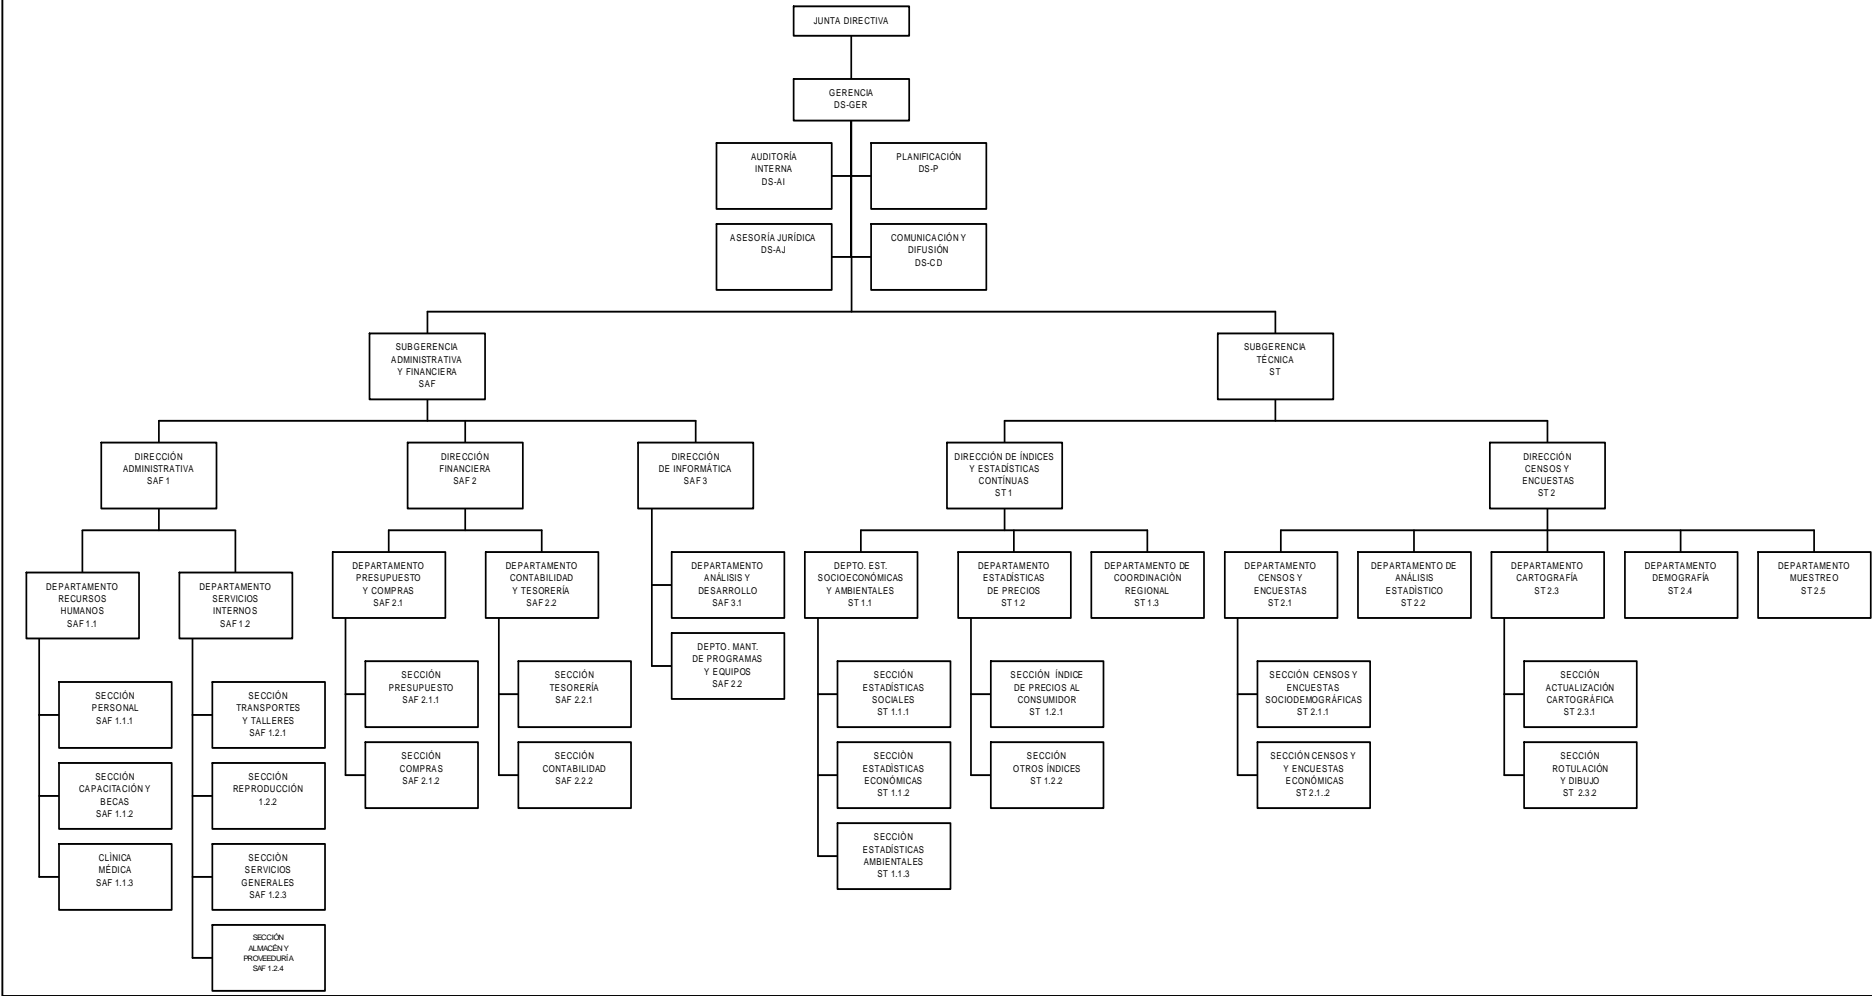 JUNTA DIRECTIVA
GERENCIA
DS-GER
AUDITORÍA
INTERNA
DS-AI
PLANIFICACIÓN
DS-P
ASESORÍA JURÍDICA
DS-AJ
COMUNICACIÓN Y
DIFUSIÓN
DS-CD
SUBGERENCIA
ADMINISTRATIVA
Y FINANCIERA
SAF
SUBGERENCIA
TÉCNICA
ST
DIRECCIÓN
ADMINISTRATIVA
SAF 1
DIRECCIÓN
FINANCIERA
SAF 2
DIRECCIÓN
DE INFORMÁTICA
SAF 3
DIRECCIÓN DE ÍNDICES
Y ESTADÍSTICAS
CONTÍNUAS
ST 1
DIRECCIÓN
CENSOS Y
ENCUESTAS
ST 2
DEPARTAMENTO
RECURSOS
HUMANOS
SAF 1.1
DEPARTAMENTO
SERVICIOS
INTERNOS
SAF 1.2
DEPARTAMENTO
PRESUPUESTO
Y COMPRAS
SAF 2.1
DEPARTAMENTO
CONTABILIDAD
Y TESORERÍA
SAF 2.2
DEPARTAMENTO
ANÁLISIS Y
DESARROLLO
SAF 3.1
DEPTO. MANT.
DE PROGRAMAS
Y EQUIPOS
SAF 2.2
DEPTO. EST.
SOCIOECONÓMICAS
Y AMBIENTALES
ST 1.1
DEPARTAMENTO
ESTADÍSTICAS
DE PRECIOS
ST 1.2
DEPARTAMENTO DE
COORDINACIÒN
REGIONAL
ST 1.3
DEPARTAMENTO
CENSOS Y
ENCUESTAS
ST 2.1
DEPARTAMENTO DE
ANÁLISIS
ESTADÍSTICO
ST 2.2
DEPARTAMENTO
CARTOGRAFÍA
ST 2.3
DEPARTAMENTO
DEMOGRAFÍA
ST 2.4
DEPARTAMENTO
MUESTREO
ST 2.5
SECCIÓN
PERSONAL
SAF 1.1.1
SECCIÓN
CAPACITACIÓN Y
BECAS
SAF 1.1.2
CLÌNICA
MÉDICA
SAF 1.1.3
SECCIÓN
TRANSPORTES
Y TALLERES
SAF 1.2.1
SECCIÓN
REPRODUCCIÓN
1.2.2
SECCIÓN
SERVICIOS
GENERALES
SAF 1.2.3
SECCIÓN
ALMACÉN Y
PROVEEDURÍA
SAF 1.2.4
SECCIÓN
PRESUPUESTO
SAF 2.1.1
SECCIÓN
COMPRAS
SAF 2.1.2
SECCIÓN
TESORERÍA
SAF 2.2.1
SECCIÓN
CONTABILIDAD
SAF 2.2.2
SECCIÓN
ESTADÍSTICAS
SOCIALES
ST 1.1.1
SECCIÓN
ESTADÍSTICAS
ECONÓMICAS
ST 1.1.2
SECCIÓN
ESTADÍSTICAS
AMBIENTALES
ST 1.1.3
SECCIÓN ÍNDICE
DE PRECIOS AL
CONSUMIDOR
ST 1.2.1
SECCIÓN
OTROS ÍNDICES
ST 1.2.2
SECCIÓN CENSOS Y
ENCUESTAS
SOCIODEMOGRÁFICAS
ST 2.1.1
SECCIÓN CENSOS Y
Y ENCUESTAS
ECONÓMICAS
ST 2.1..2
SECCIÓN
ACTUALIZACIÓN
CARTOGRÁFICA
ST 2.3.1
SECCIÓN
ROTULACIÓN
Y DIBUJO
ST 2.3.2